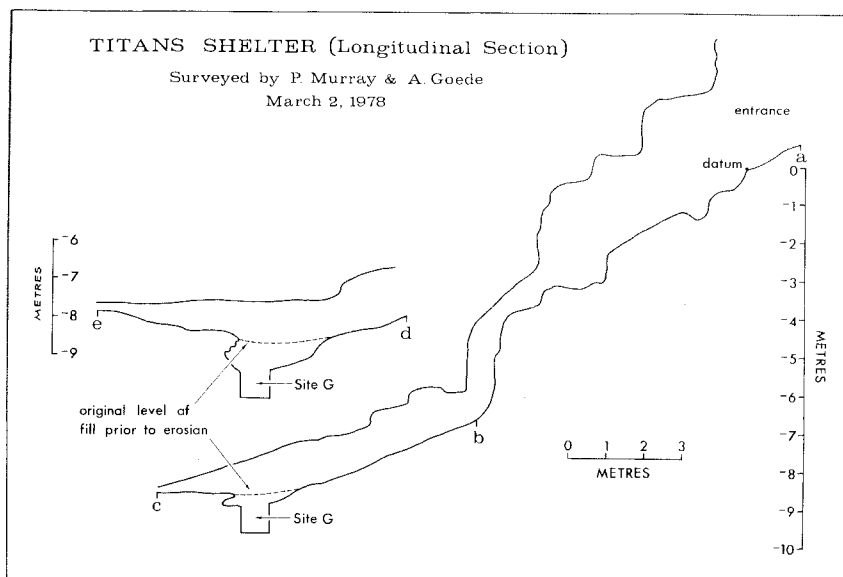 TITANS SHELTER (Longitudinal Section)
Surveyed by P. Murray & A. Goede
March 2, 1978
entrance
a
datum
0
-1
-2
-3
-4
-5
-6
-7
-8
-9
-10
METRES
-6
-7
-8
-9
METRES
e
d
Site G
original level of
fill prior to erosian
b
c
Site G
0 1 2 3
METRES